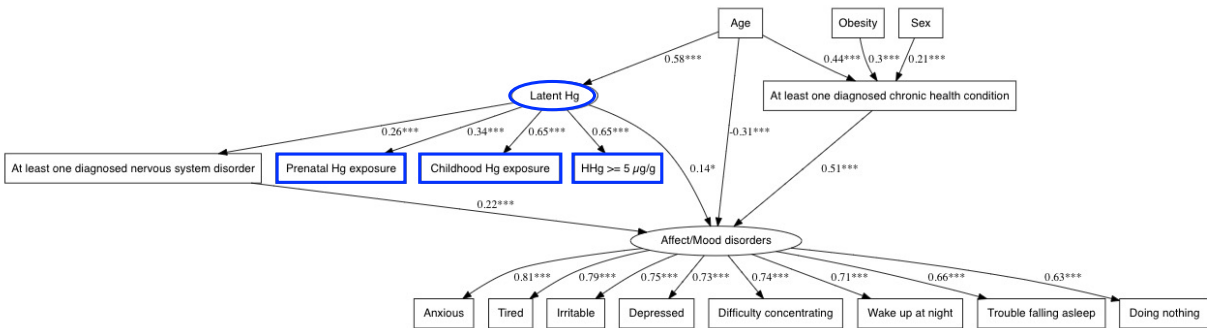 Age
Obesity
Sex
0.58***
0.44***
0.3***
0.21***
Latent Hg
At least one diagnosed chronic health condition
0.26***
0.34***
0.65***
0.65***
-0.31***
At least one diagnosed nervous system disorder
Prenatal Hg exposure
Childhood Hg exposure
HHg >= 5 µg/g
0.14*
0.51***
0.22***
Affect/Mood disorders
0.81***
0.79***
0.75***
0.73***
0.74***
0.71***
0.66***
0.63***
Anxious
Tired
Irritable
Depressed
Difficulty concentrating
Wake up at night
Trouble falling asleep
Doing nothing